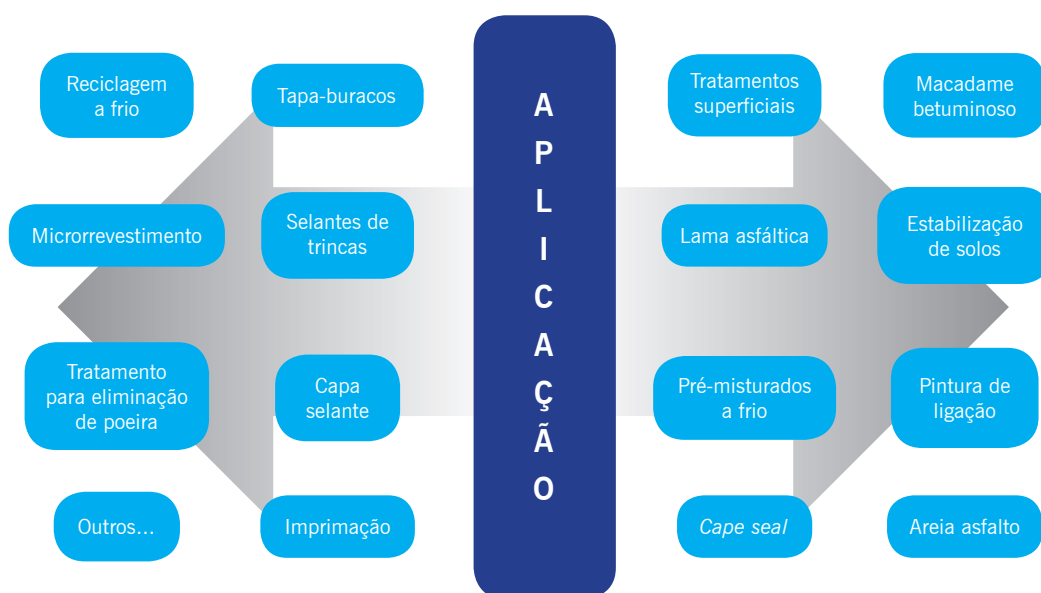 Reciclagem
a frio
Tapa-buracos
Microrrevestimento
Selantes de
trincas
Tratamento
para eliminação
de poeira
Capa
selante
Outros...
Imprimação
A
P
L
I
C
A
Ç
Ã
O
Tratamentos
superficiais
Macadame
betuminoso
Lama asfáltica
Estabilização
de solos
Pré-misturados
a frio
Pintura de
ligação
Cape seal
Areia asfalto